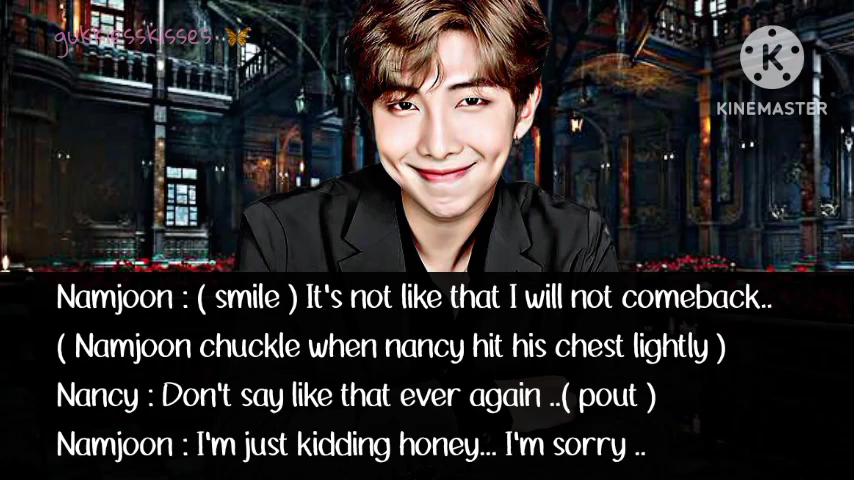 KINEMASTER
Namjoon : ( smile ) It's not like that I will not comeback..
( Namjoon chuckle when nancy hit his chest lightly )
Nancy : Don't say like that ever again ..( pout )
Namjoon : I'm just kidding honey... I'm sorry ..